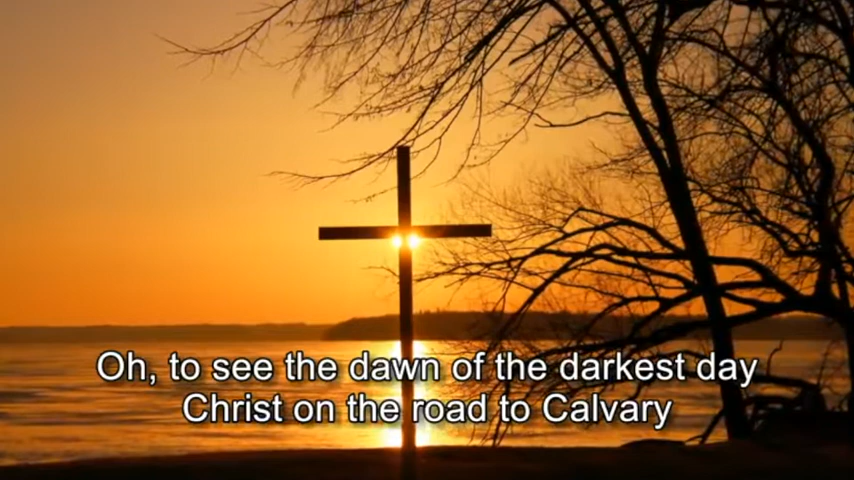 Oh, to see the dawn of the darkest day
Christ on the road to Calvary